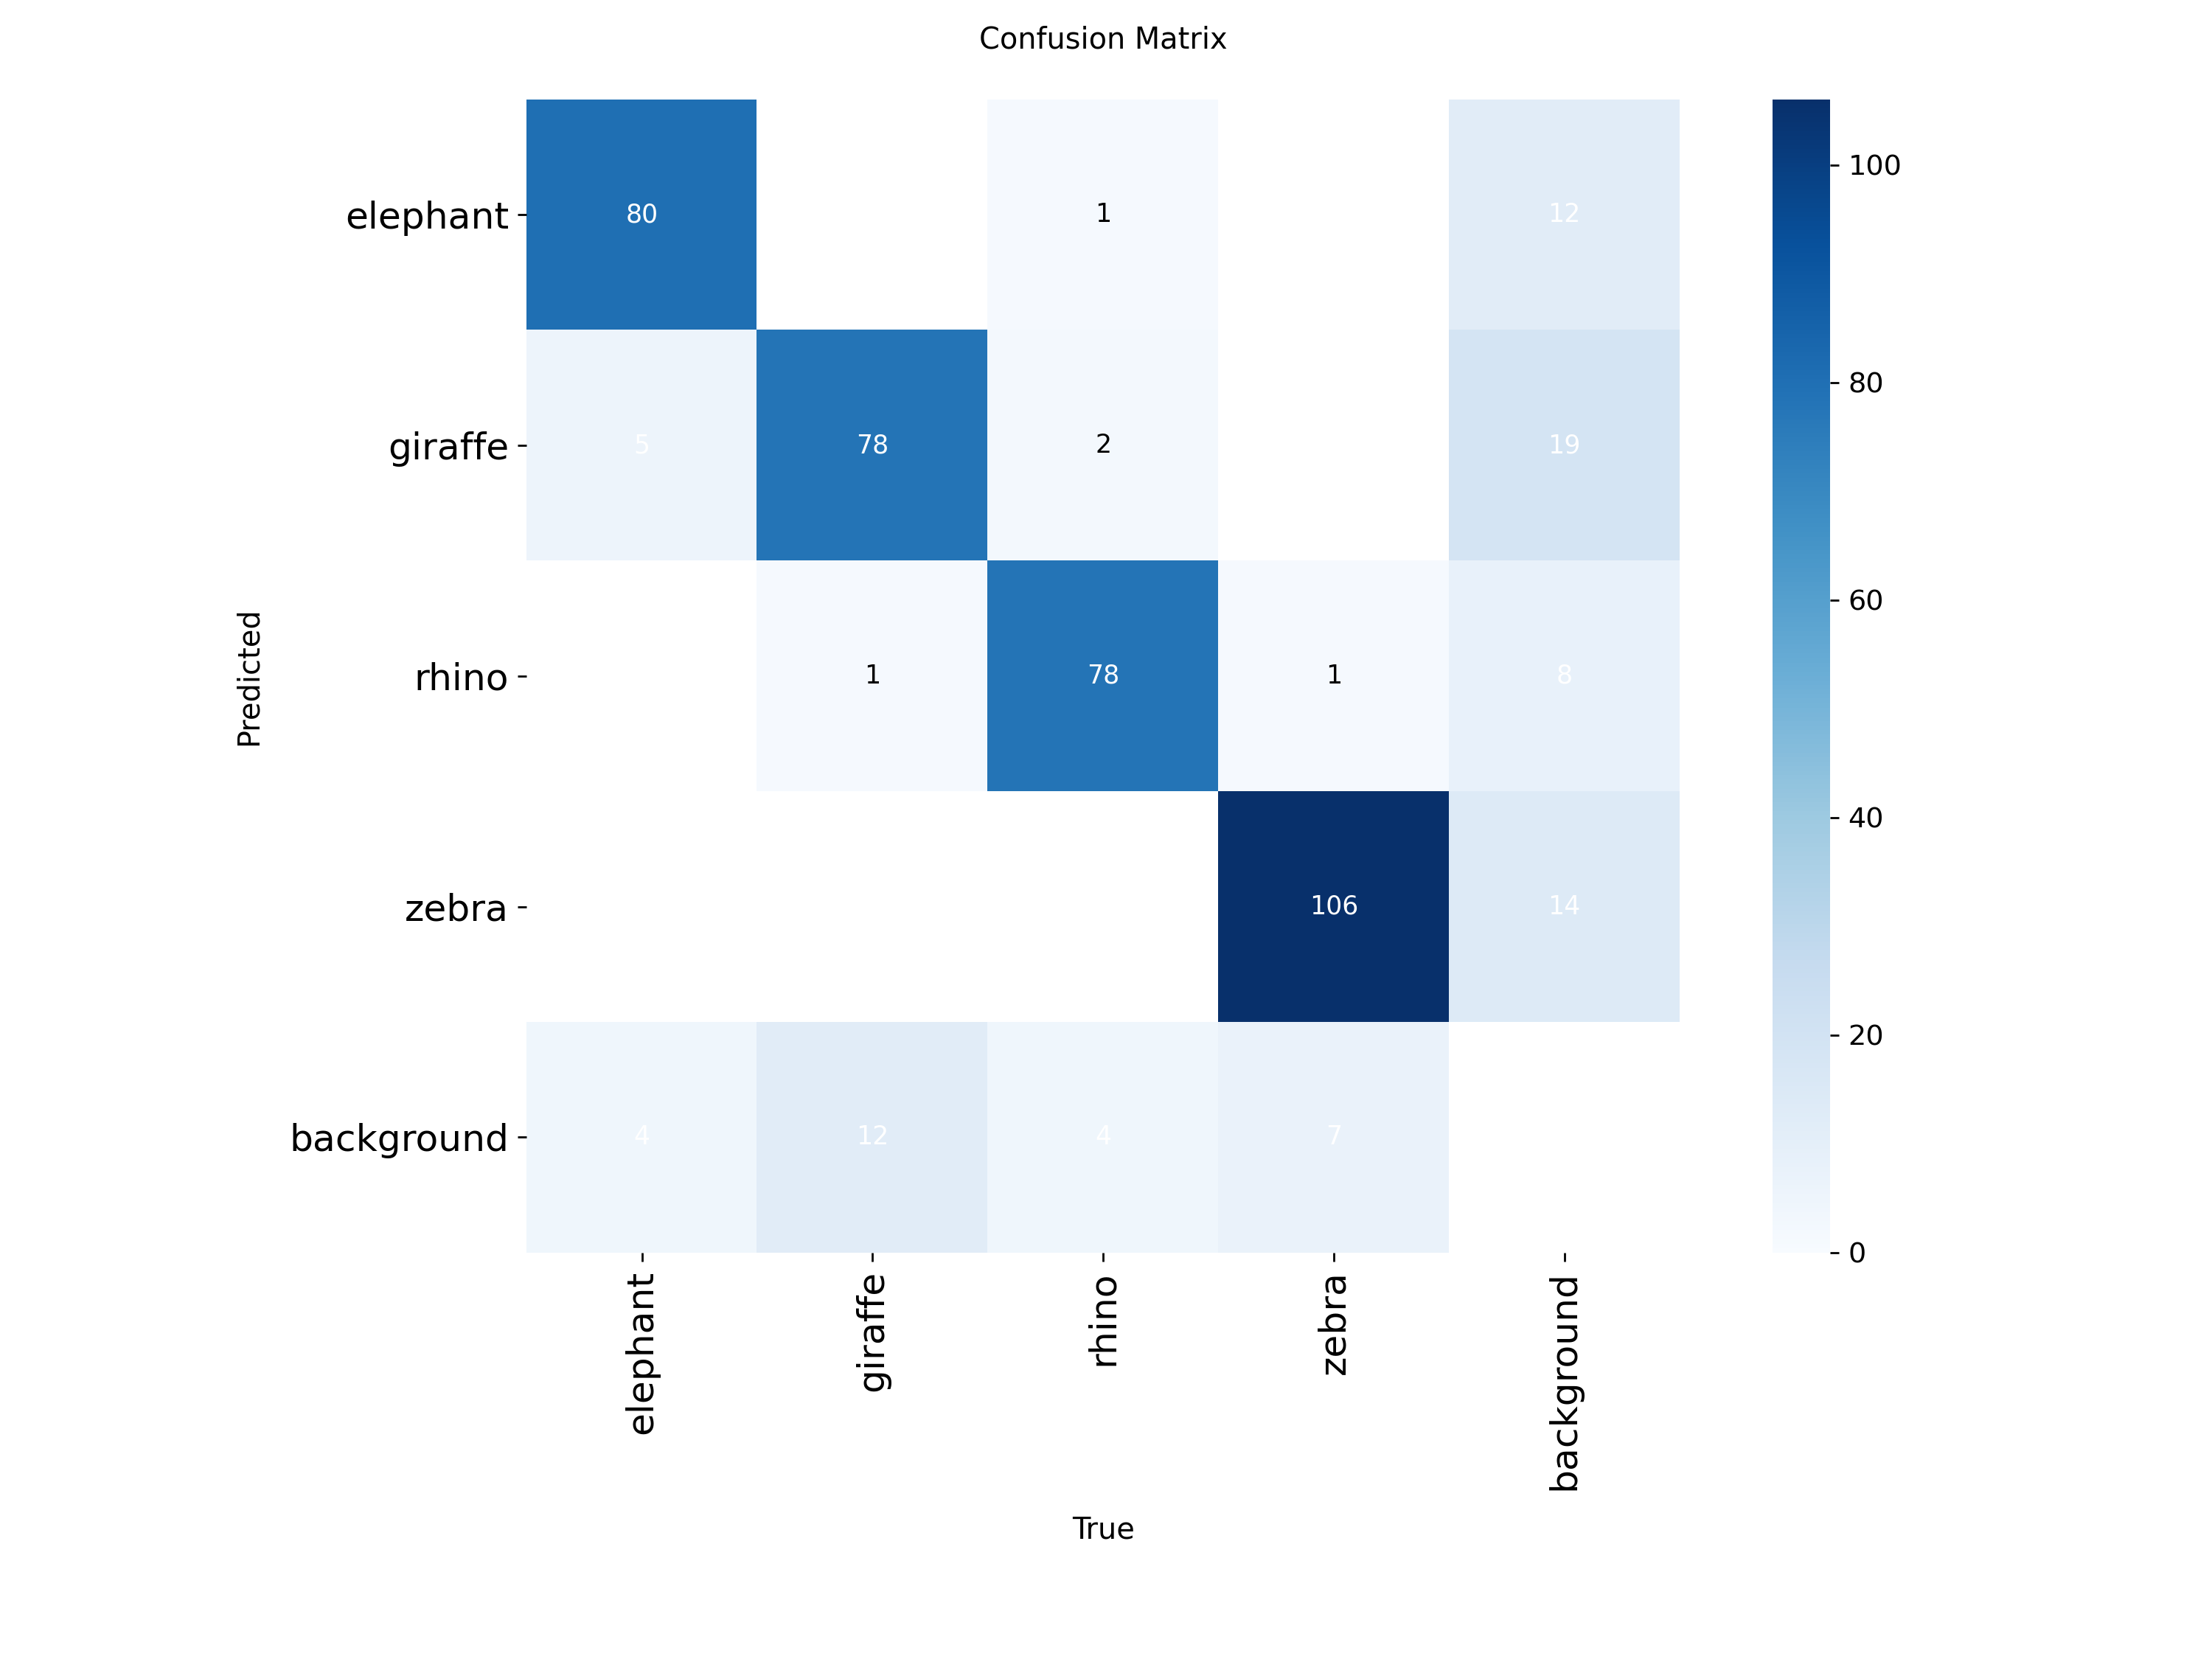 Confusion Matrix
elephant 80 1 12
giraffe 5 78 2 19
rhino 1 78 1 8
zebra 106 14
background 4 12 4 7
elephant giraffe rhino zebra background
Predicted
True
100
80
60
40
20
0